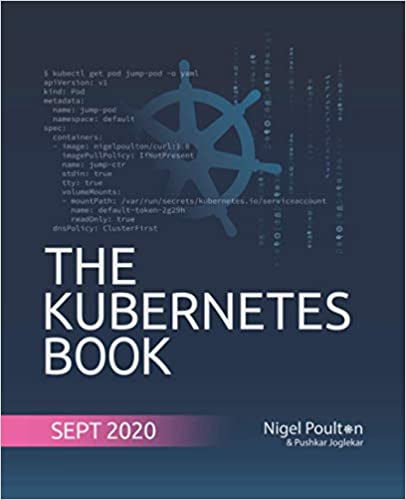 $ kubectl get pod jump-pod -o yaml
apiVersion: v1
kind: Pod
metadata:
name: jump-pod
namespace: default
spec:
containers:
- image: nigelpoulton/curl:1.0
imagePullPolicy: IfNotPresent
name: jump-ctr
stdin: true
tty: true
volumeMounts:
- mountPath: /var/run/secrets/kubernetes.io/serviceaccount
name: default-token-2g29h
readOnly: true
dnsPolicy: ClusterFirst
THE
KUBERNETES
BOOK
SEPT 2020
Nigel Poulton
& Pushkar Joglekar